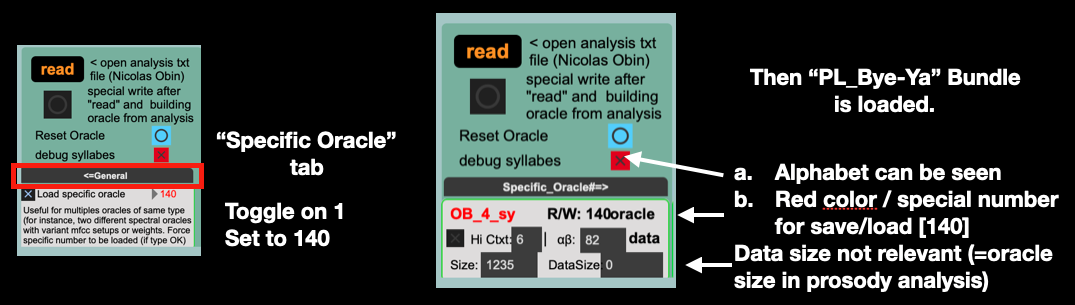 read
< open analysis txt
file (Nicolas Obin)
special write after
"read" and building
oracle from analysis
Reset Oracle
debug syllabes
<=General
Load specific oracle
140
Useful for multiples oracles of same type
(for instance, two different spectral oracles
with variant mfcc setups or weights. Force
specific number to be loaded (if type OK)
“Specific Oracle”
tab
Toggle on 1
Set to 140
read
< open analysis txt
file (Nicolas Obin)
special write after
"read" and building
oracle from analysis
Reset Oracle
debug syllabes
Specific_Oracle#=>
OB_4_sy R/W: 140oracle
Hi Ctxt: 6 | αβ: 82 data
Size: 1235 DataSize 0
Then “PL_Bye-Ya” Bundle
is loaded.
a. Alphabet can be seen
b. Red color / special number
for save/load [140]
Data size not relevant (=oracle
size in prosody analysis)